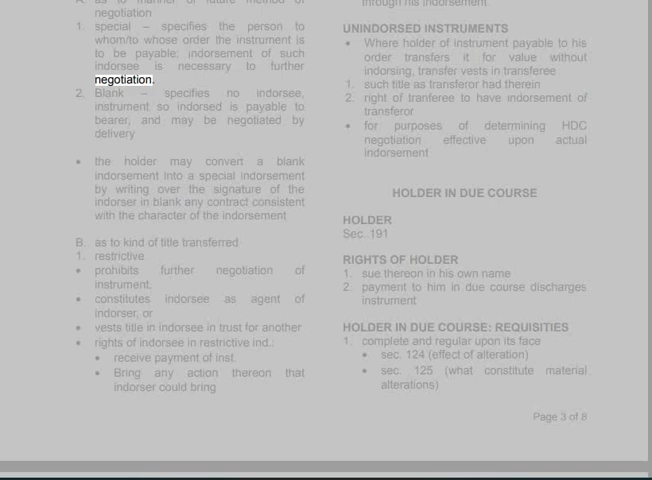 A. as to manner of future method of
negotiation
1. special – specifies the person to
whom/to whose order the instrument is
to be payable; indorsement of such
indorsee is necessary to further
negotiation.
2. Blank – specifies no indorsee,
instrument so indorsed is payable to
bearer, and may be negotiated by
delivery
• the holder may convert a blank
indorsement into a special indorsement
by writing over the signature of the
indorser in blank any contract consistent
with the character of the indorsement
B. as to kind of title transferred
1. restrictive
• prohibits further negotiation of
instrument,
• constitutes indorsee as agent of
indorser, or
• vests title in indorsee in trust for another
• rights of indorsee in restrictive ind.:
• receive payment of inst.
• Bring any action thereon that
indorser could bring
through his indorsement
UNINDORSED INSTRUMENTS
• Where holder of instrument payable to his
order transfers it for value without
indorsing, transfer vests in transferee
1. such title as transferor had therein
2. right of tranferee to have indorsement of
transferor
• for purposes of determining HDC
negotiation effective upon actual
indorsement
HOLDER IN DUE COURSE
HOLDER
Sec. 191
RIGHTS OF HOLDER
1. sue thereon in his own name
2. payment to him in due course discharges
instrument
HOLDER IN DUE COURSE: REQUISITIES
1. complete and regular upon its face
• sec. 124 (effect of alteration)
• sec. 125 (what constitute material
alterations)
Page 3 of 8